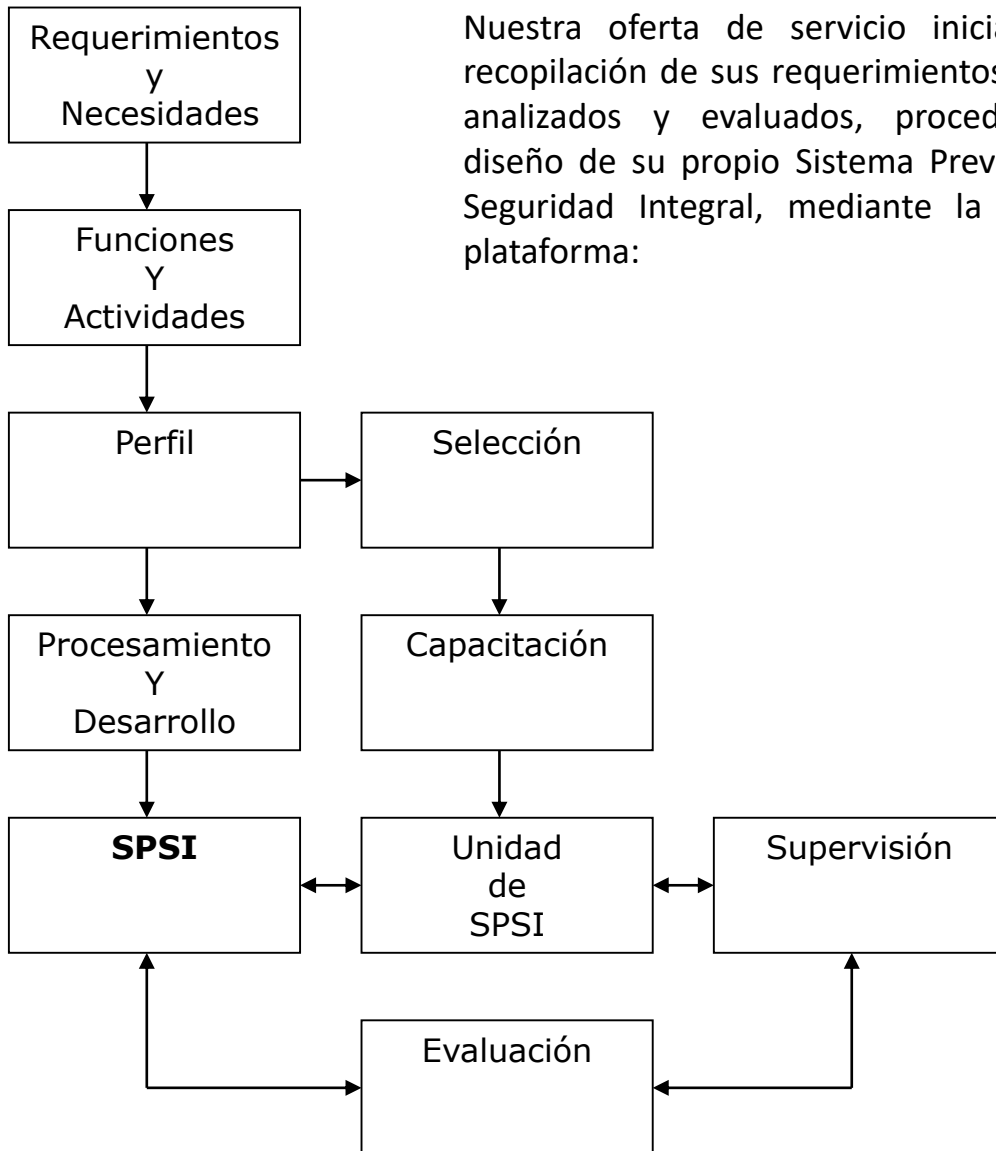 Requerimientos
y
Necesidades
Nuestra oferta de servicio inicia
recopilación de sus requerimientos
analizados y evaluados, proced
diseño de su propio Sistema Prev
Seguridad Integral, mediante la
plataforma:
Funciones
Y
Actividades
Perfil
Selección
Procesamiento
Y
Desarrollo
Capacitación
SPSI
Unidad
de
SPSI
Supervisión
Evaluación